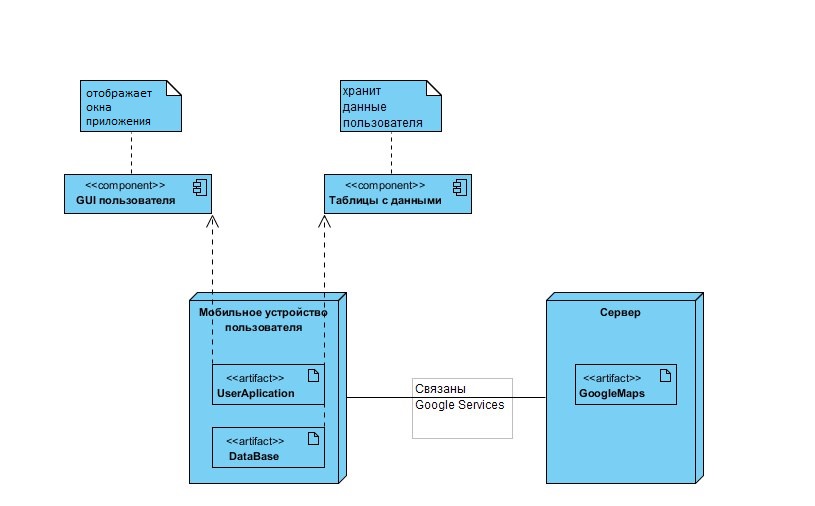 отображает
окна
приложения
хранит
данные
пользователя
<<component>>
GUI пользователя
<<component>>
Таблицы с данными
Мобильное устройство
пользователя
<<artifact>>
UserAplication
<<artifact>>
DataBase
Связаны
Google Services
Сервер
<<artifact>>
GoogleMaps